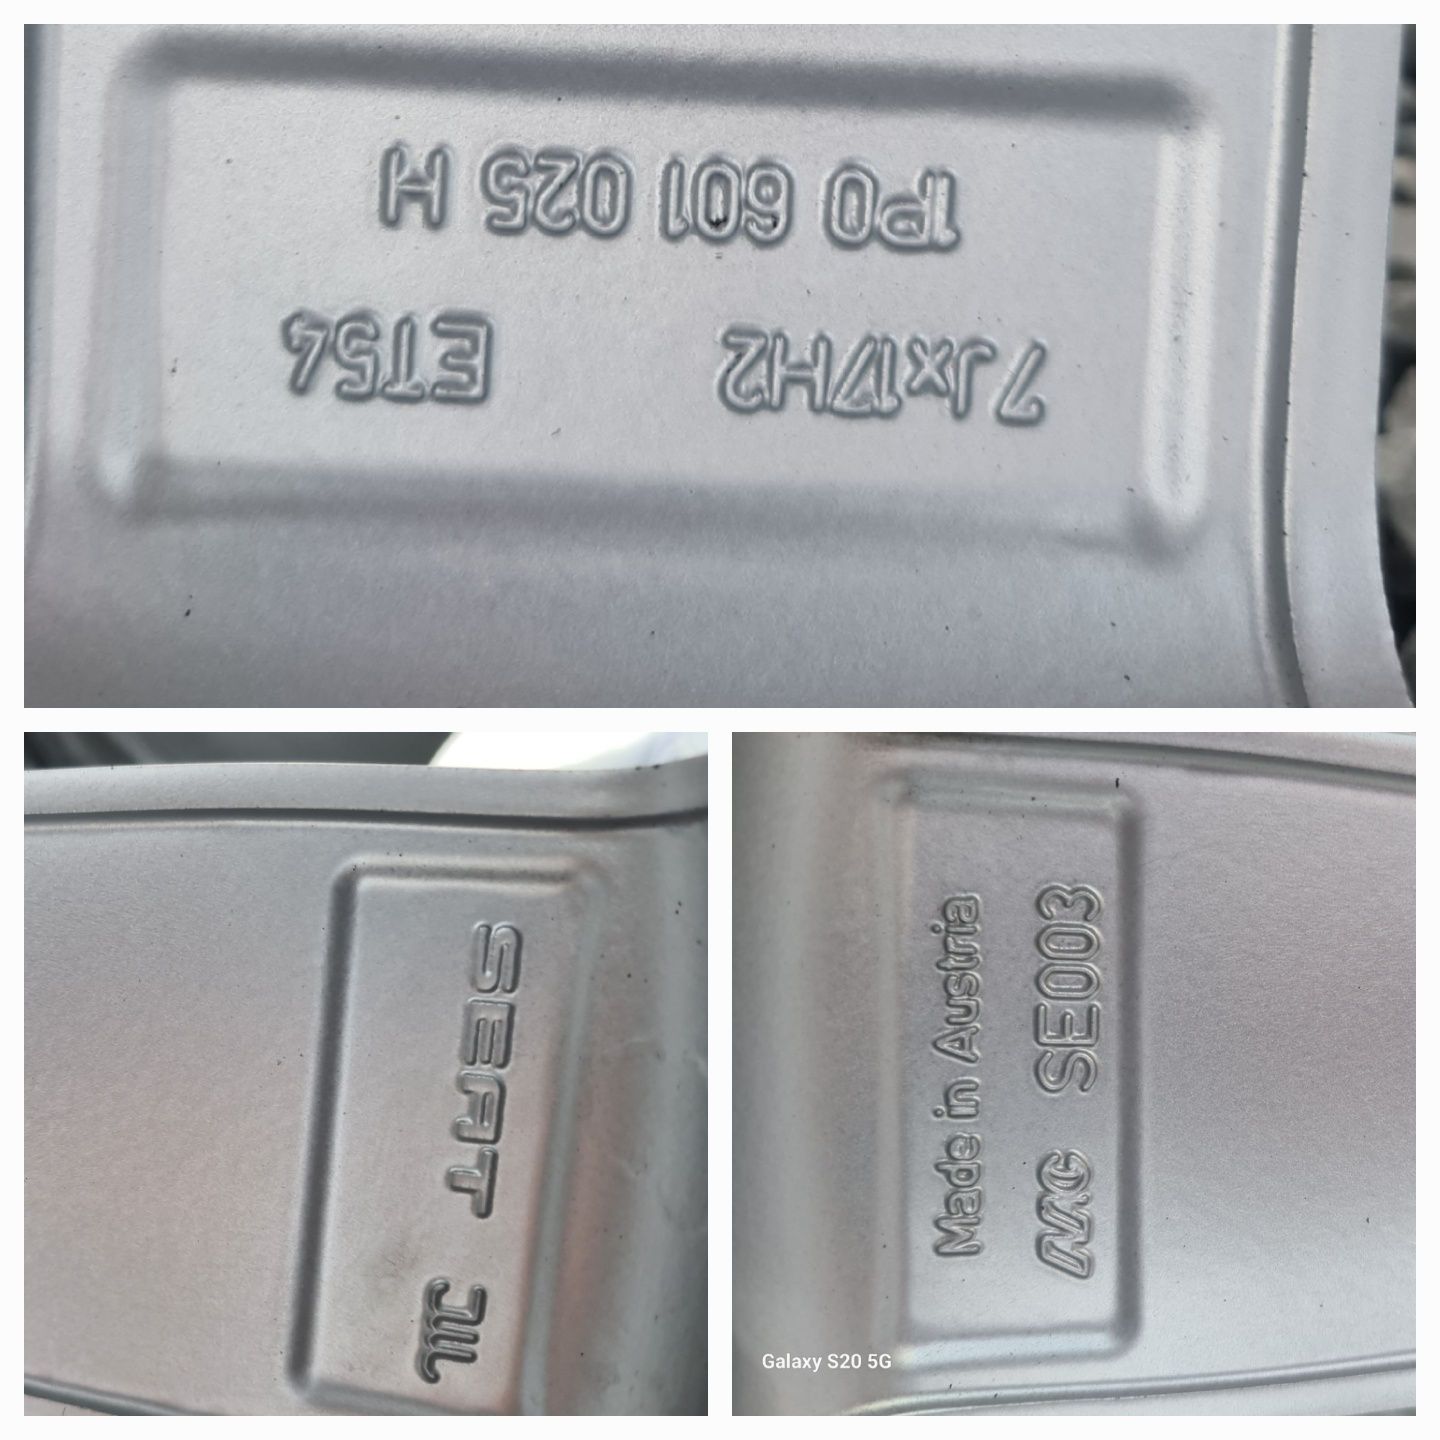 1P0 601 025 H
7Jx17H2 ET54
SEAT
Made in Austria
SE003
Galaxy S20 5G